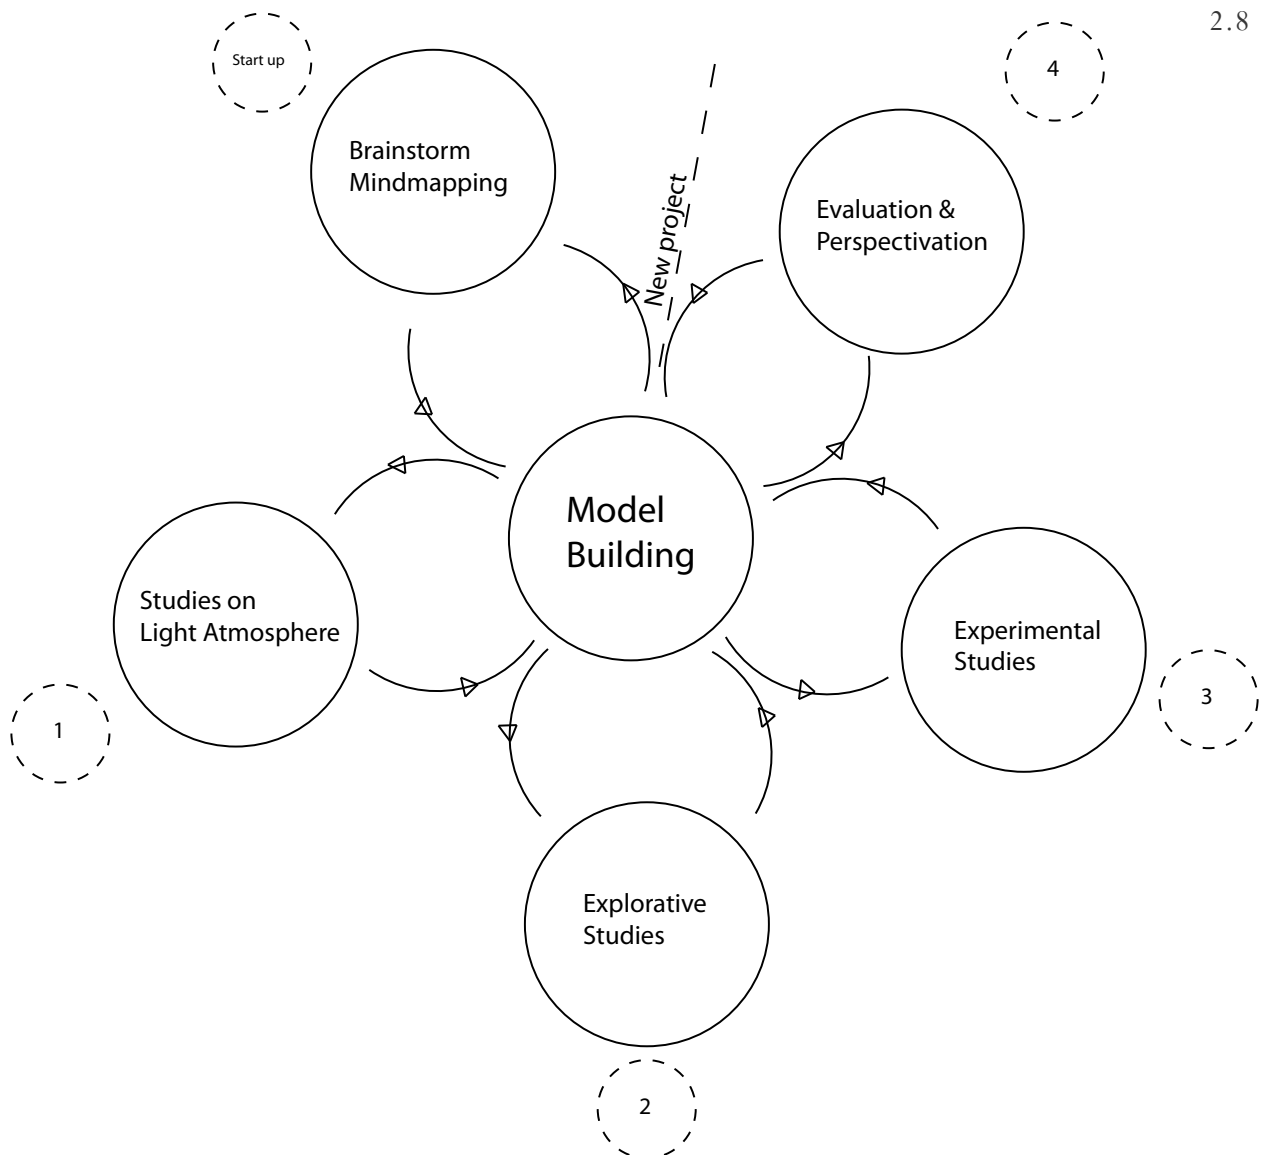 2.8
Start up
4
Brainstorm
Mindmapping
New project
Evaluation &
Perspectivation
Model
Building
Studies on
Light Atmosphere
Experimental
Studies
1
3
Explorative
Studies
2